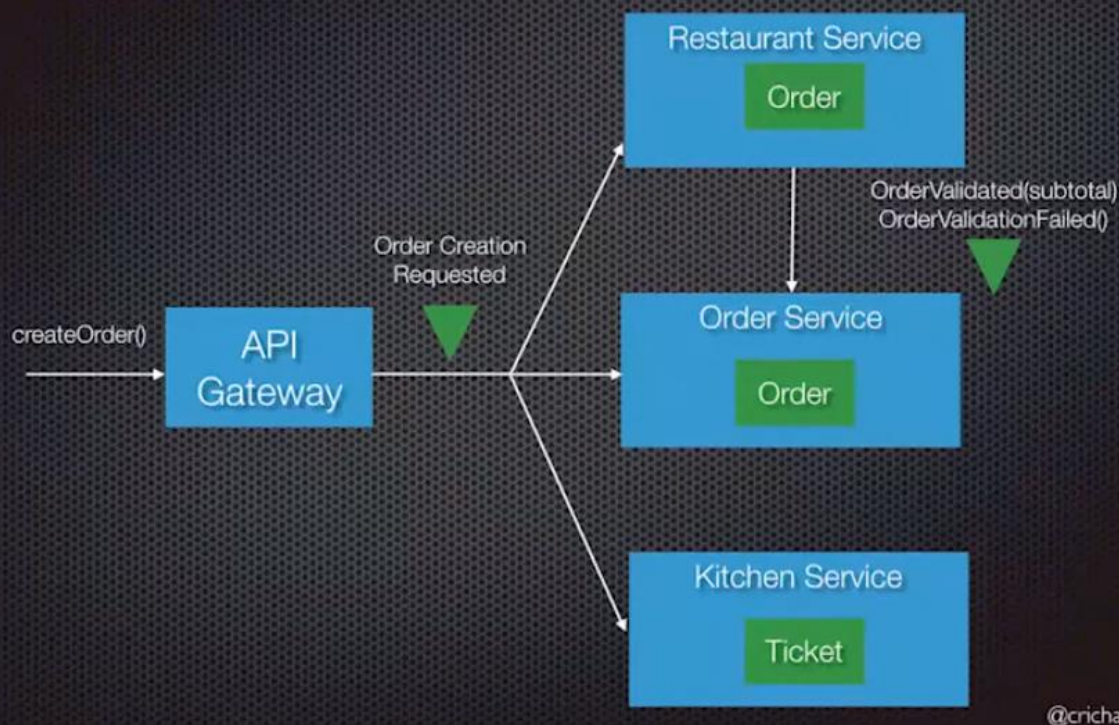 Restaurant Service
Order
OrderValidated(subtotal)
OrderValidationFailed()
Order Creation
Requested
createOrder()
API
Gateway
Order Service
Order
Kitchen Service
Ticket